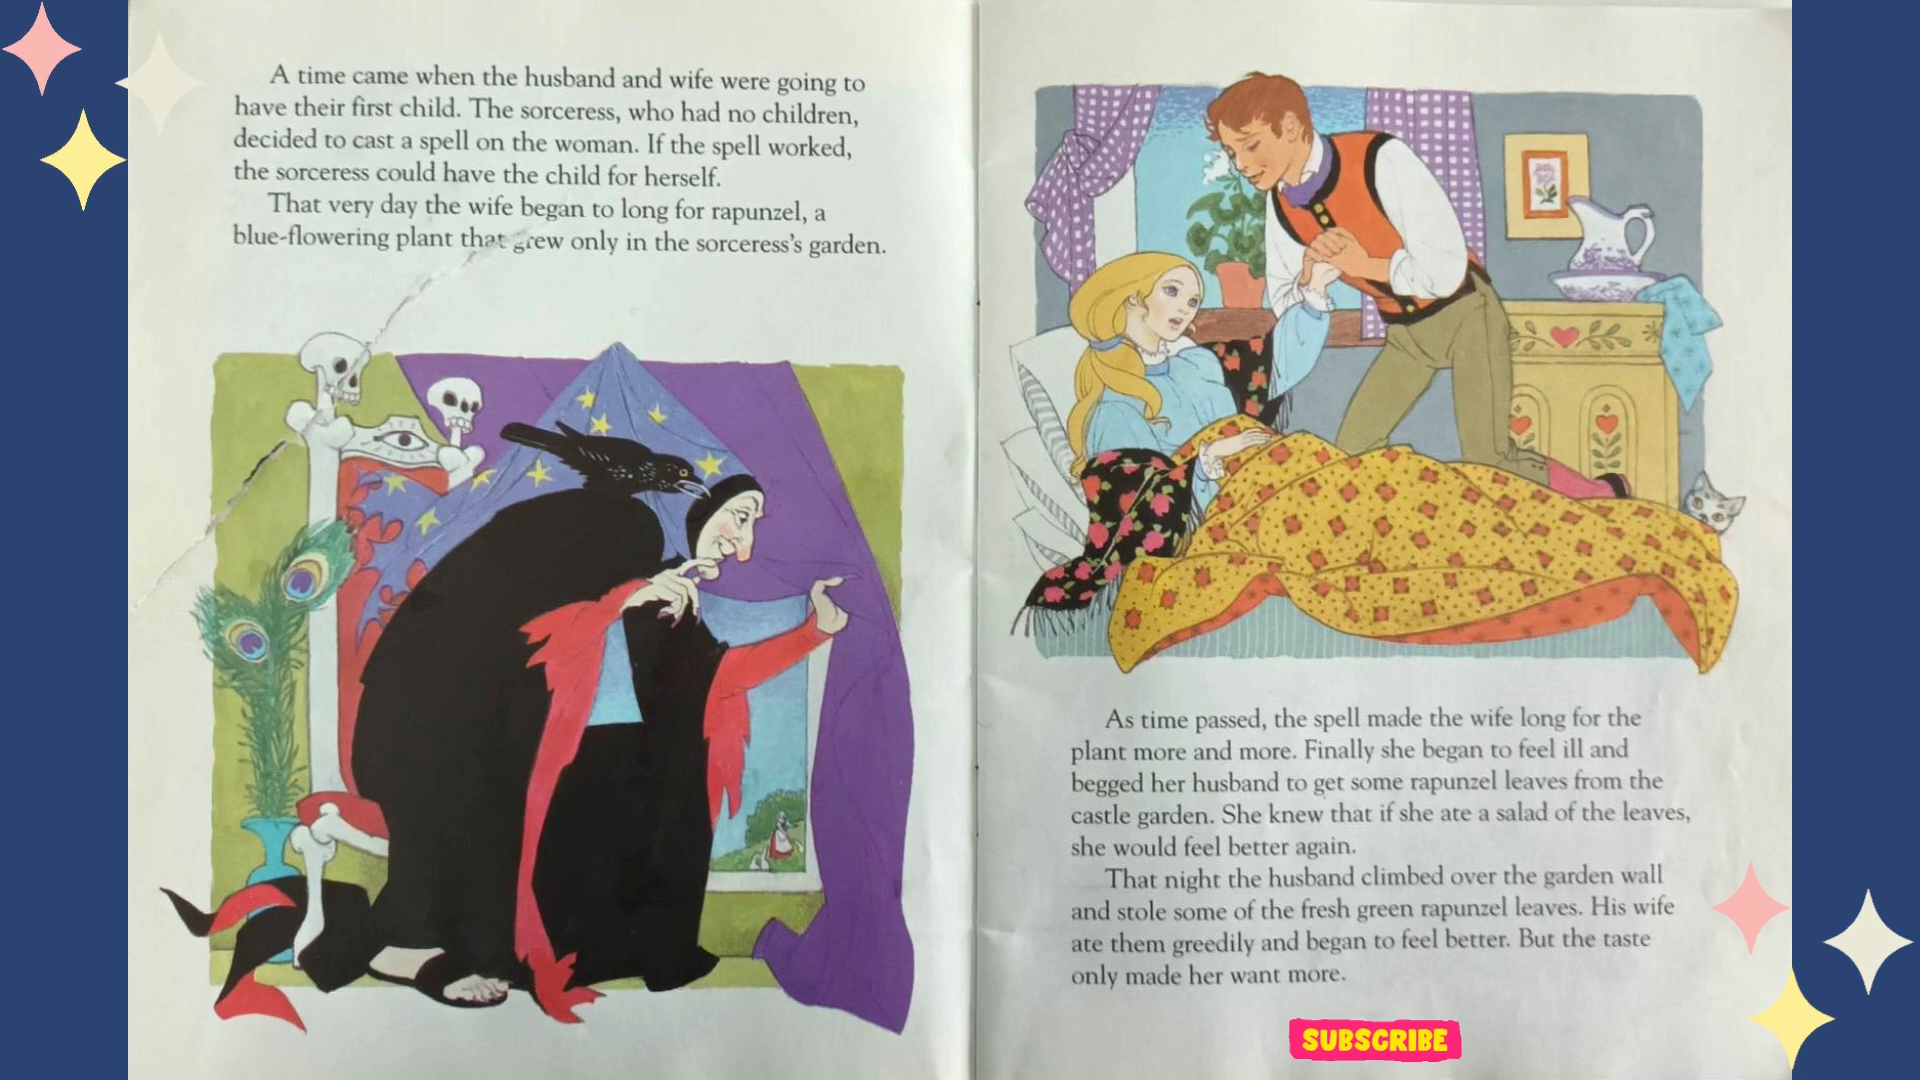 A time came when the husband and wife were going to
have their first child. The sorceress, who had no children,
decided to cast a spell on the woman. If the spell worked,
the sorceress could have the child for herself.
That very day the wife began to long for rapunzel, a
blue-flowering plant that grew only in the sorceress's garden.
As time passed, the spell made the wife long for the
plant more and more. Finally she began to feel ill and
begged her husband to get some rapunzel leaves from the
castle garden. She knew that if she ate a salad of the leaves,
she would feel better again.
That night the husband climbed over the garden wall
and stole some of the fresh green rapunzel leaves. His wife
ate them greedily and began to feel better. But the taste
only made her want more.
SUBSCRIBE